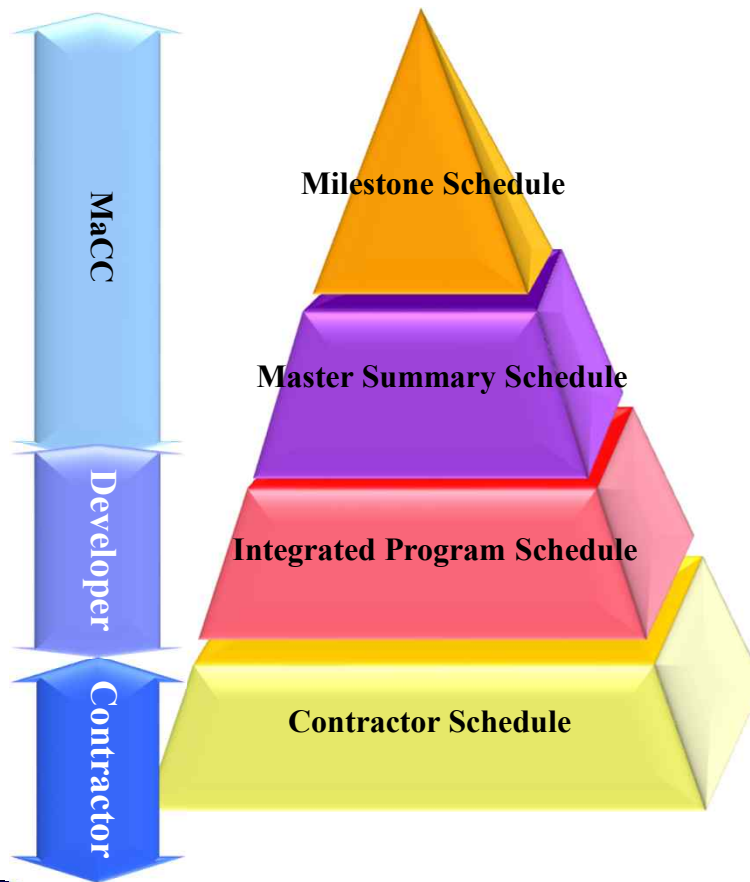 MaCC
Developer
Contractor
Milestone Schedule
Master Summary Schedule
Integrated Program Schedule
Contractor Schedule